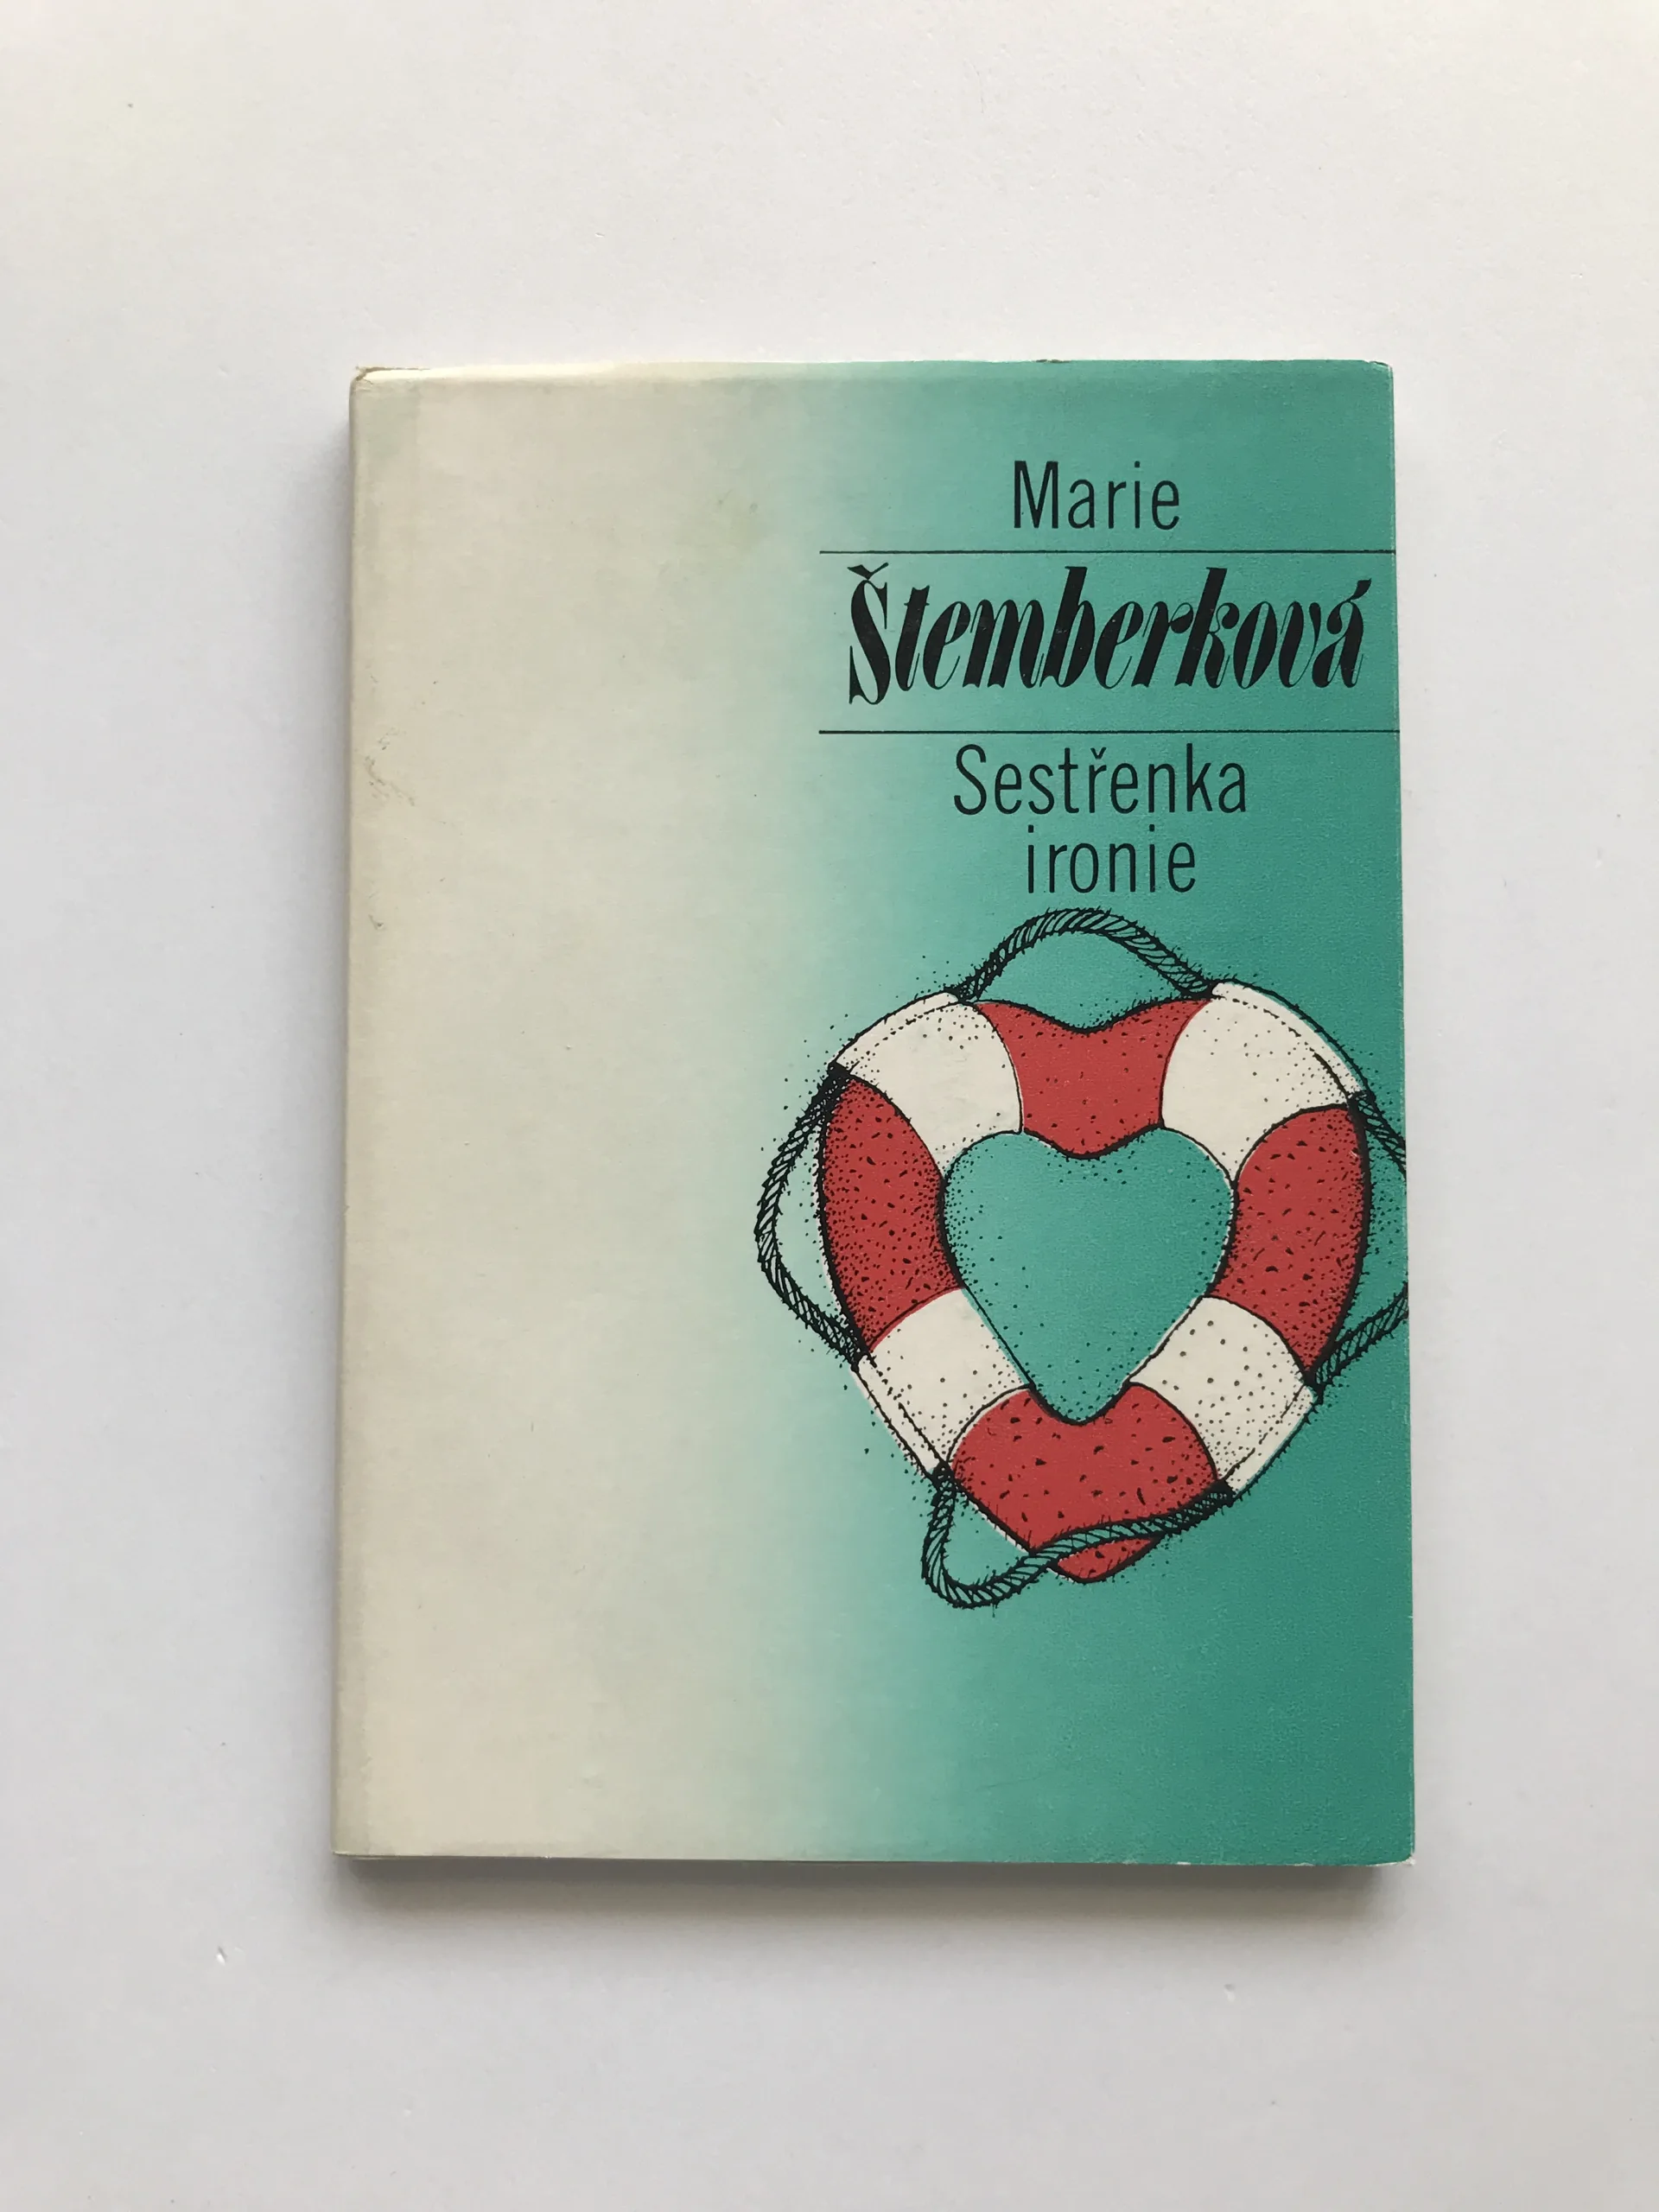 Marie
Štemberková
Sestřenka
ironie